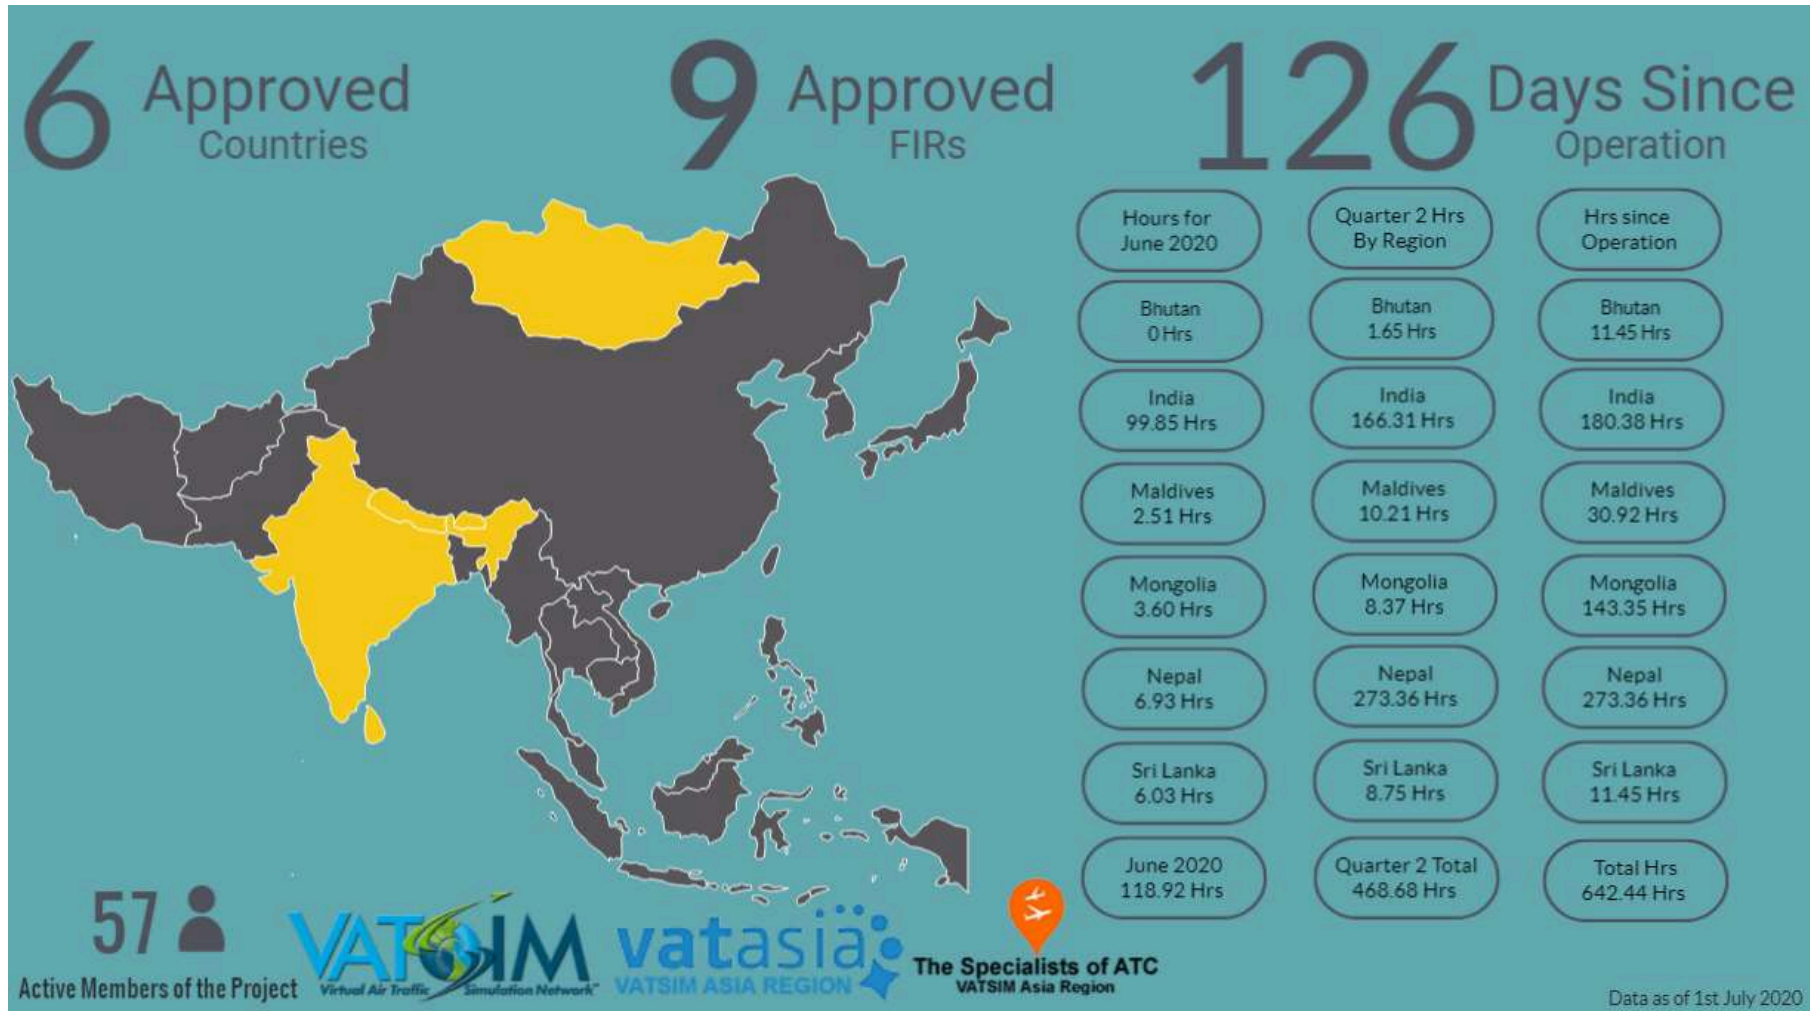 6 Approved
Countries
9 Approved
FIRs
126 Days Since
Operation
Hours for
June 2020
Bhutan
0 Hrs
India
99.85 Hrs
Maldives
2.51 Hrs
Mongolia
3.60 Hrs
Nepal
6.93 Hrs
Sri Lanka
6.03 Hrs
June 2020
118.92 Hrs
Quarter 2 Hrs
By Region
Bhutan
1.65 Hrs
India
166.31 Hrs
Maldives
10.21 Hrs
Mongolia
8.37 Hrs
Nepal
273.36 Hrs
Sri Lanka
8.75 Hrs
Quarter 2 Total
468.68 Hrs
Hrs since
Operation
Bhutan
11.45 Hrs
India
180.38 Hrs
Maldives
30.92 Hrs
Mongolia
143.35 Hrs
Nepal
273.36 Hrs
Sri Lanka
11.45 Hrs
Total Hrs
642.44 Hrs
57
Active Members of the Project
VATSIM
Virtual Air Traffic Simulation Network™
vatasia
VATSIM ASIA REGION
The Specialists of ATC
VATSIM Asia Region
Data as of 1st July 2020